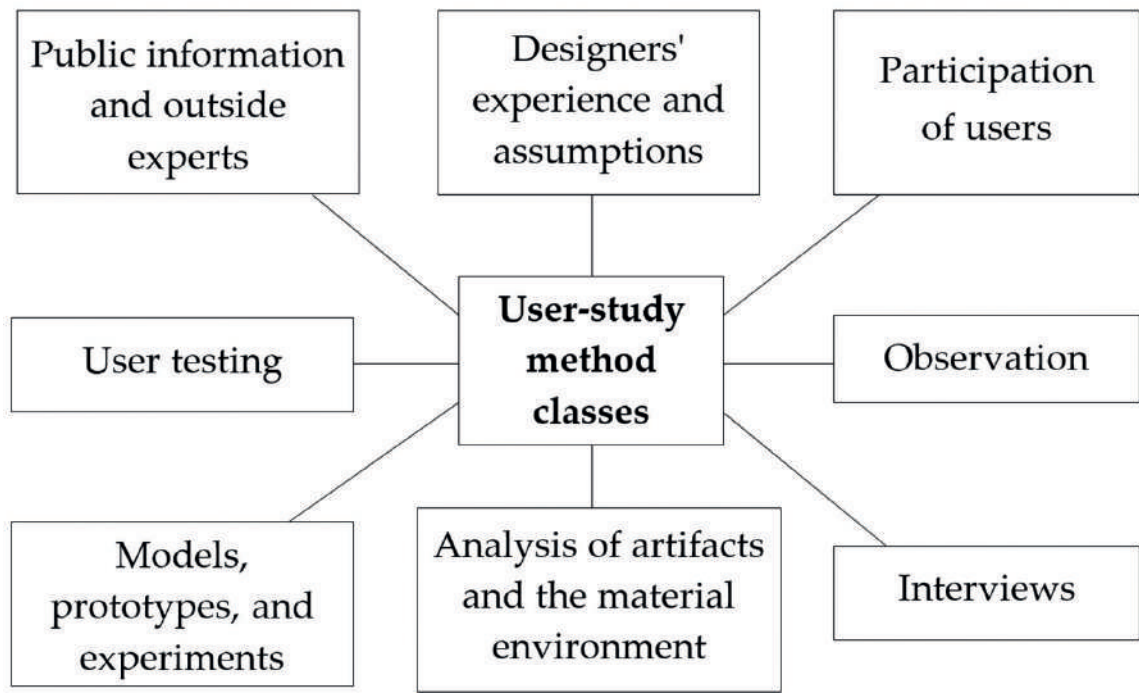 Public information
and outside
experts
Designers'
experience and
assumptions
Participation
of users
User testing
User-study
method
classes
Observation
Models,
prototypes, and
experiments
Analysis of artifacts
and the material
environment
Interviews